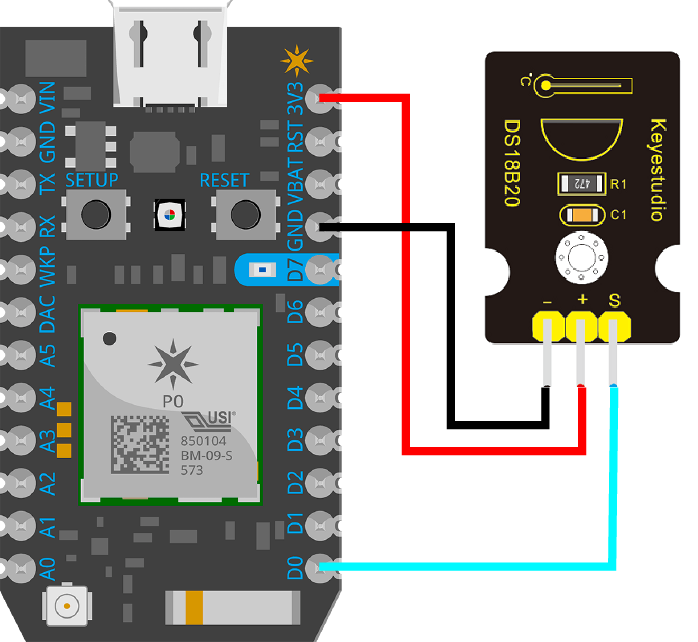 VIN
GND
TX
RX
WKP
DAC
A5
A4
A3
A2
A1
A0
SETUP
RESET
3V3
RST
VBAT
GND
D7
D6
D5
D4
D3
D2
D1
D0
P0
USI®
850104
BM-09-S
573
°C
DS18B20
Keyestudio
472
R1
C1
- + S